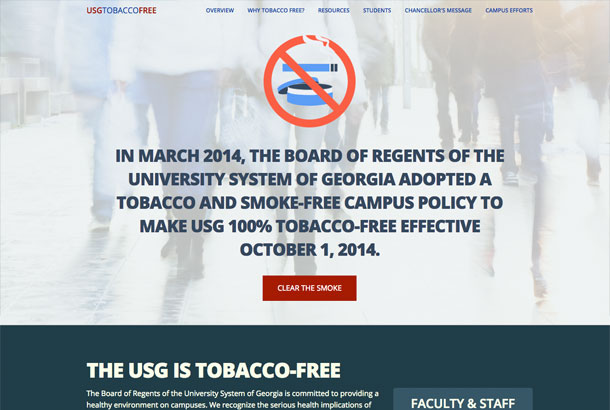 USGTOBACCOFREE
OVERVIEW WHY TOBACCO FREE? RESOURCES STUDENTS CHANCELLOR'S MESSAGE CAMPUS EFFORTS
IN MARCH 2014, THE BOARD OF REGENTS OF THE
UNIVERSITY SYSTEM OF GEORGIA ADOPTED A
TOBACCO AND SMOKE-FREE CAMPUS POLICY TO
MAKE USG 100% TOBACCO-FREE EFFECTIVE
OCTOBER 1, 2014.
CLEAR THE SMOKE
THE USG IS TOBACCO-FREE
The Board of Regents of the University System of Georgia is committed to providing a
healthy environment on campuses. We recognize the serious health implications of
FACULTY & STAFF